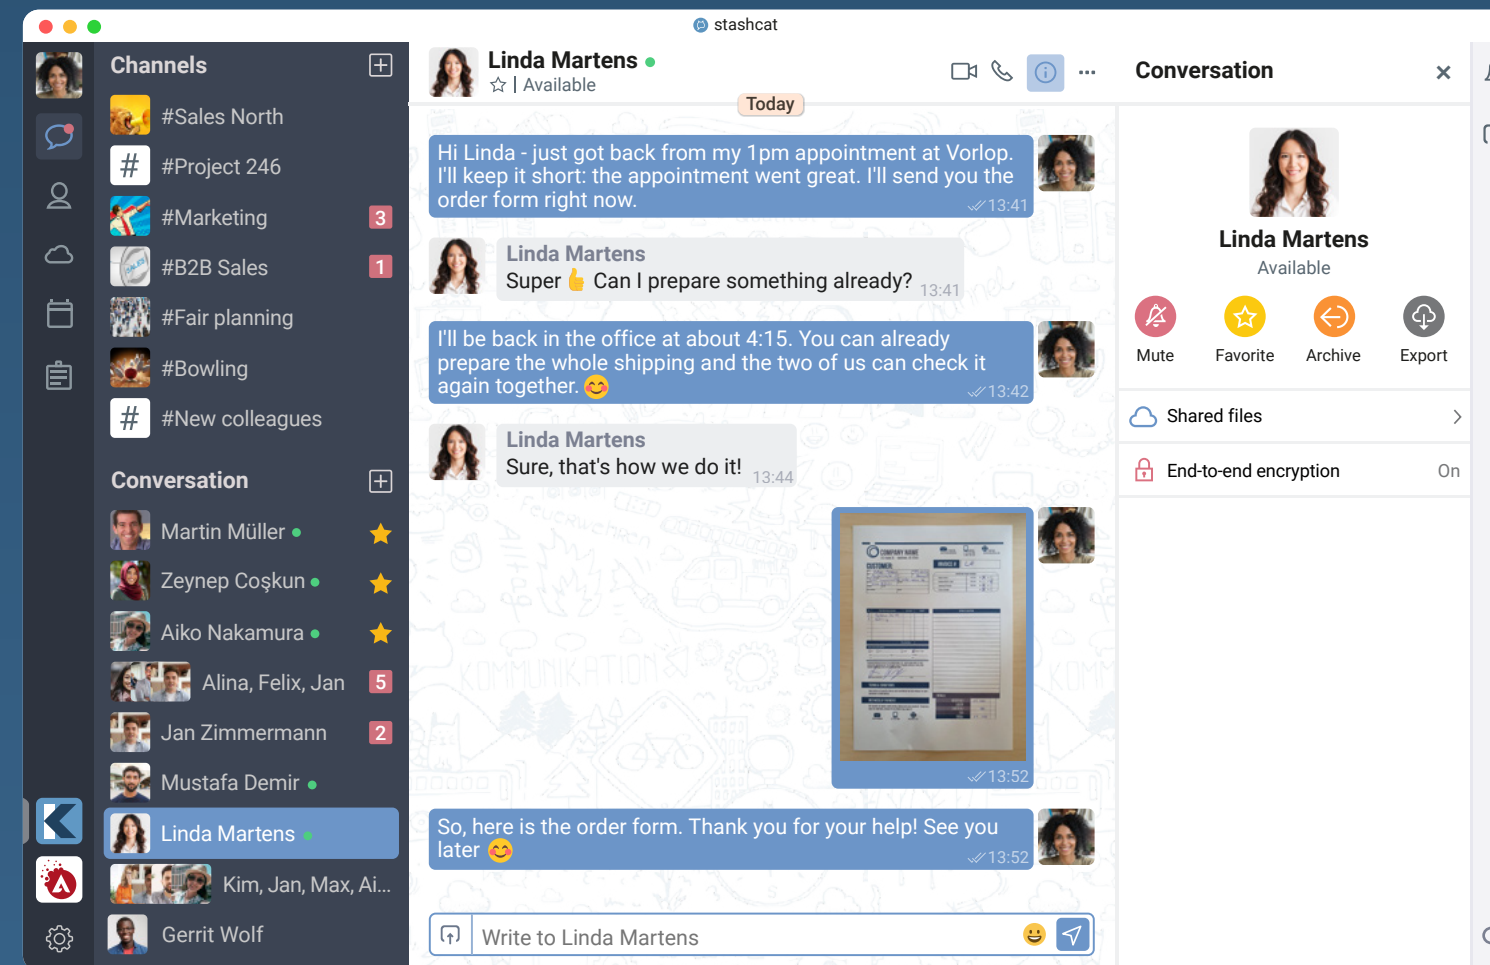 stashcat
Channels
#Sales North
#Project 246
#Marketing
3
#B2B Sales
1
#Fair planning
#Bowling
#New colleagues
Conversation
Martin Müller
Zeynep Coşkun
Aiko Nakamura
Alina, Felix, Jan
5
Jan Zimmermann
2
Mustafa Demir
Linda Martens
Kim, Jan, Max, Ai...
Gerrit Wolf
Linda Martens
| Available
Today
Hi Linda - just got back from my 1pm appointment at Vorlop.
I'll keep it short: the appointment went great. I'll send you the
order form right now.
13:41
Linda Martens
Super 👍 Can I prepare something already?
13:41
I'll be back in the office at about 4:15. You can already
prepare the whole shipping and the two of us can check it
again together. 😊
13:42
Linda Martens
Sure, that's how we do it!
13:44
COMPANY NAME
CUSTOMER
INVOICE #
13:52
So, here is the order form. Thank you for your help! See you
later 😊
13:52
KOMMUNIKATION
Write to Linda Martens
Conversation
Linda Martens
Available
Mute
Favorite
Archive
Export
Shared files
End-to-end encryption
On